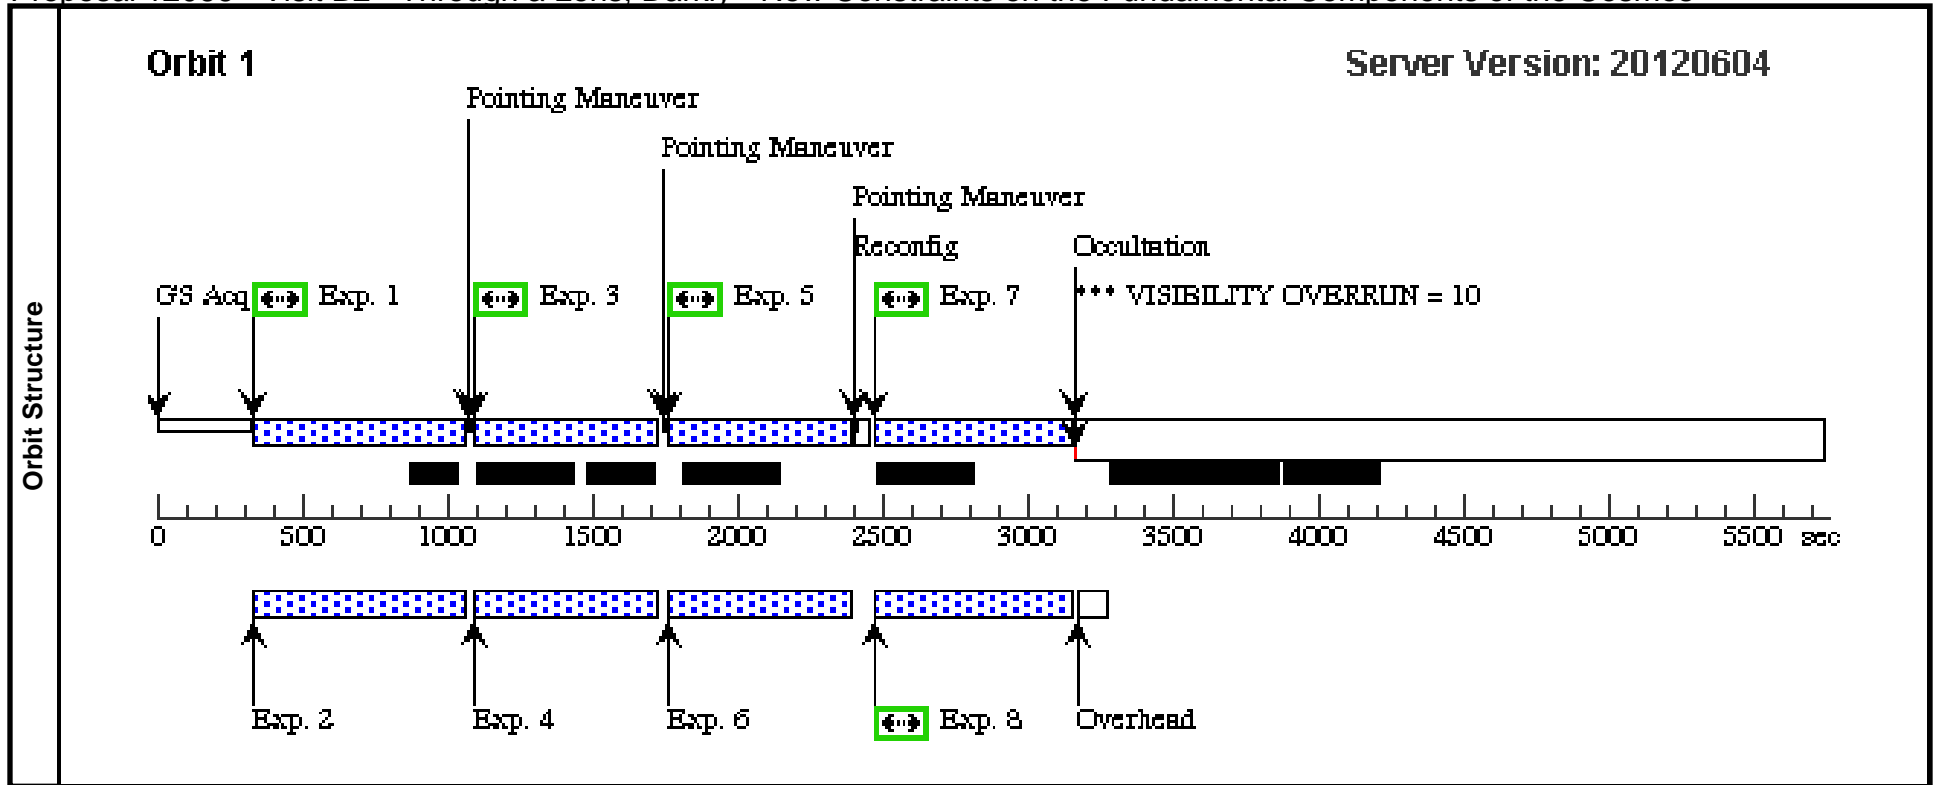 Orbit 1
Server Version: 20120604
Pointing Maneuver
Pointing Maneuver
Pointing Maneuver
Reconfig
Occultation
GS Acq
Exp. 1
Exp. 3
Exp. 5
Exp. 7
*** VISIBILITY OVERRUN = 10
Orbit Structure
0 500 1000 1500 2000 2500 3000 3500 4000 4500 5000 5500 sec
Exp. 2
Exp. 4
Exp. 6
Exp. 8
Overhead